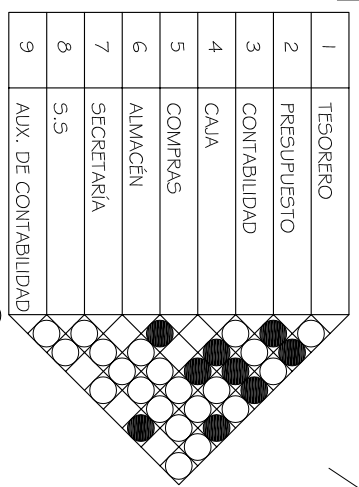 1 TESORERO
2 PRESUPUESTO
3 CONTABILIDAD
4 CAJA
5 COMPRAS
6 ALMACÉN
7 SECRETARÍA
8 S.S
9 AUX. DE CONTABILIDAD